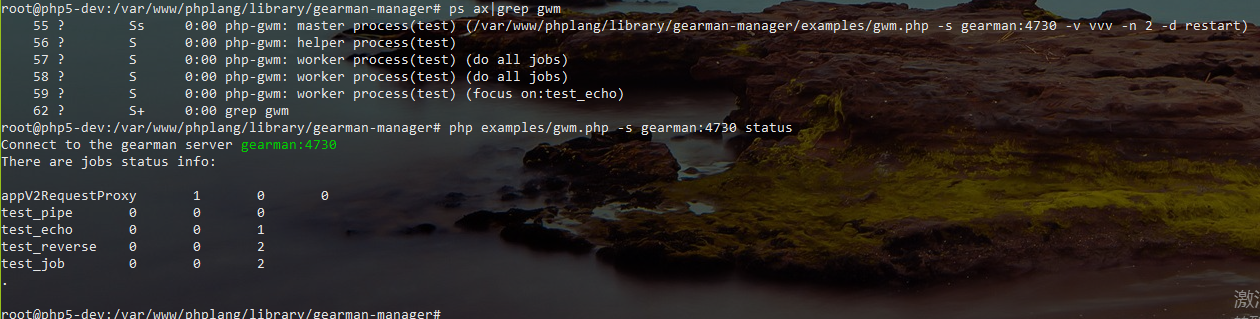 root@php5-dev:/var/www/phplang/library/gearman-manager# ps ax|grep gwm
55 ? Ss 0:00 php-gwm: master process(test) (/var/www/phplang/library/gearman-manager/examples/gwm.php -s gearman:4730 -v vvv -n 2 -d restart)
56 ? S 0:00 php-gwm: helper process(test)
57 ? S 0:00 php-gwm: worker process(test) (do all jobs)
58 ? S 0:00 php-gwm: worker process(test) (do all jobs)
59 ? S 0:00 php-gwm: worker process(test) (focus on:test_echo)
62 ? S+ 0:00 grep gwm
root@php5-dev:/var/www/phplang/library/gearman-manager# php examples/gwm.php -s gearman:4730 status
Connect to the gearman server gearman:4730
There are jobs status info:
appV2RequestProxy 1 0 0
test_pipe 0 0 0
test_echo 0 0 1
test_reverse 0 0 2
test_job 0 0 2
.
root@php5-dev:/var/www/phplang/library/gearman-manager#